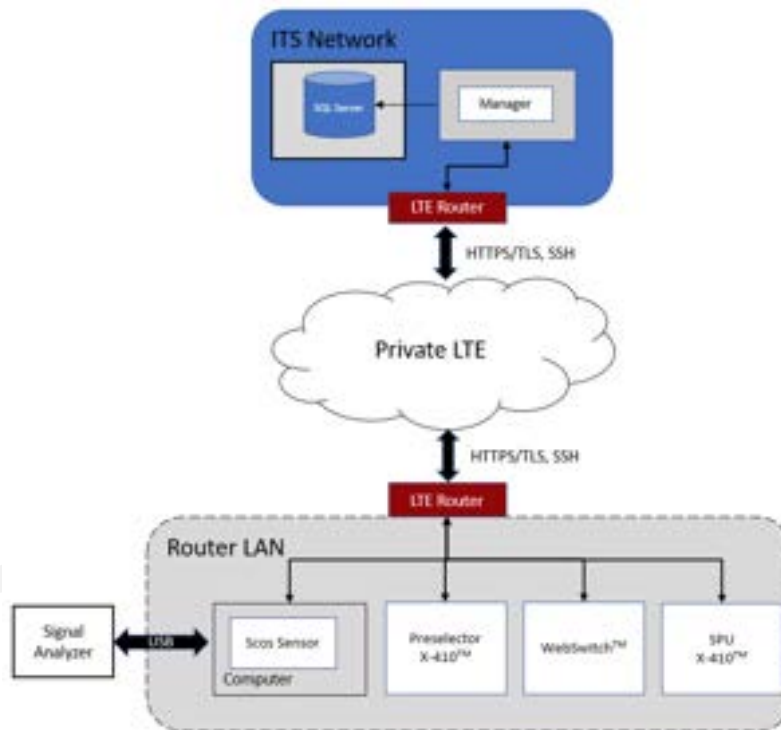 ITS Network
SQL Server
Manager
LTE Router
HTTPS/TLS, SSH
Private LTE
HTTPS/TLS, SSH
LTE Router
Router LAN
Signal
Analyzer
USB
Scos Sensor
Computer
Preselector
X-410™
WebSwitch™
SPU
X-410™